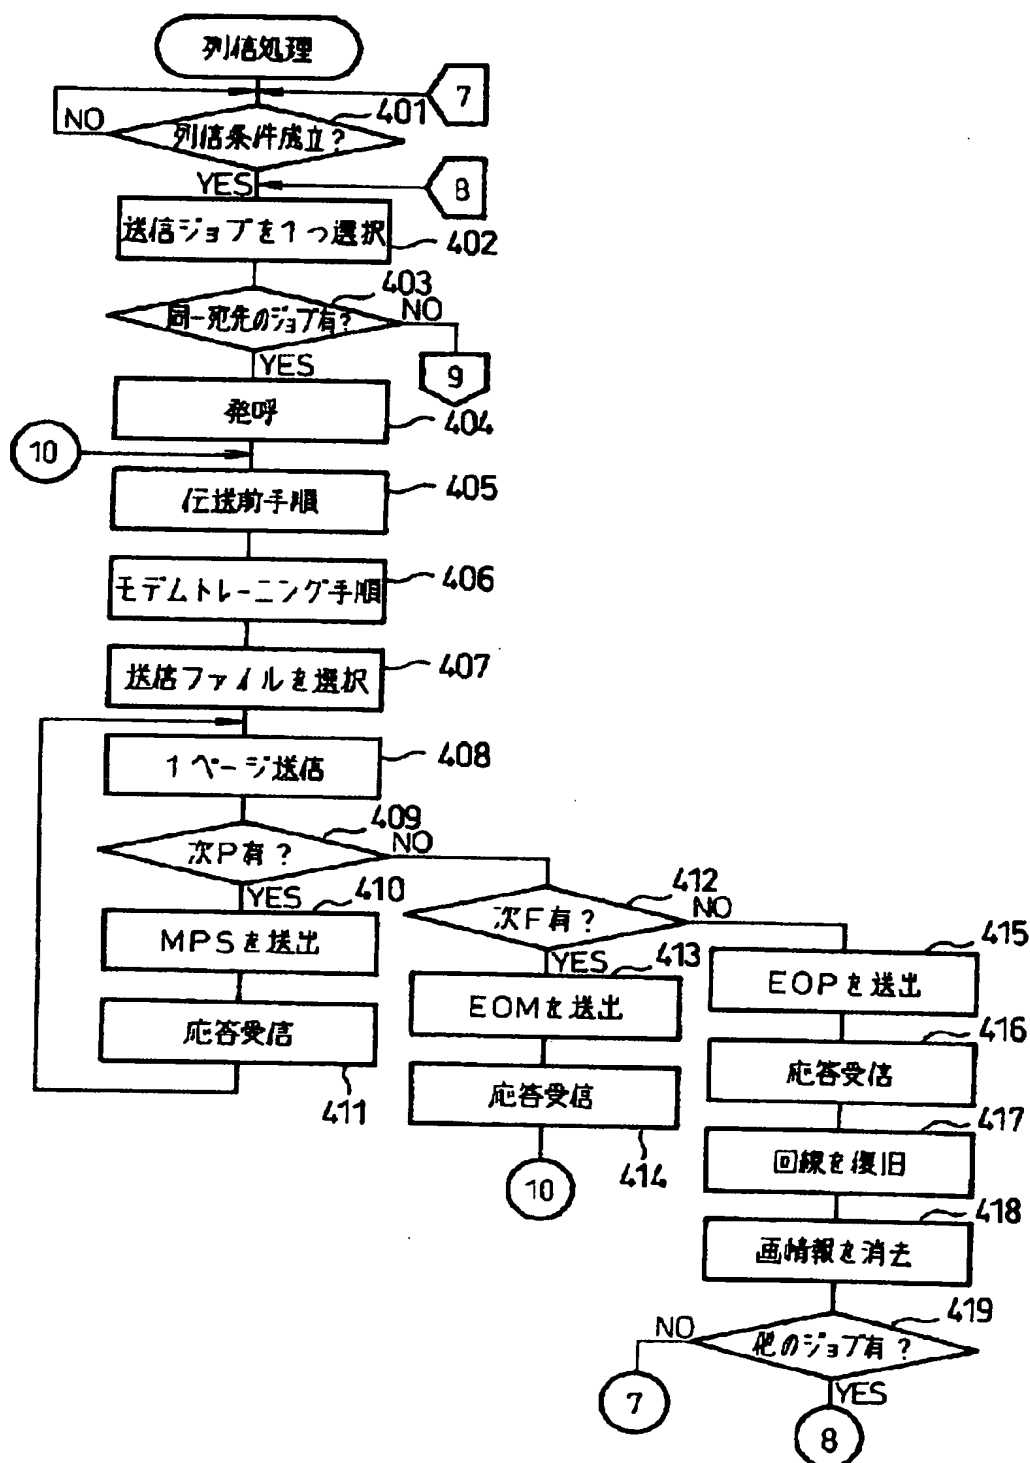 列信処理
7
401
NO
列信条件成立?
YES
8
送信ジョブを1つ選択
402
403
同一宛先のジョブ有?
NO
YES
9
発呼
404
10
伝送前手順
405
モデムトレーニング手順
406
送信ファイルを選択
407
1ページ送信
408
409
次P有?
NO
YES
410
MPSを送出
応答受信
411
412
次F有?
NO
YES
413
EOMを送出
応答受信
414
10
415
EOPを送出
416
応答受信
417
回線を復旧
418
画情報を消去
419
他のジョブ有?
NO
7
YES
8